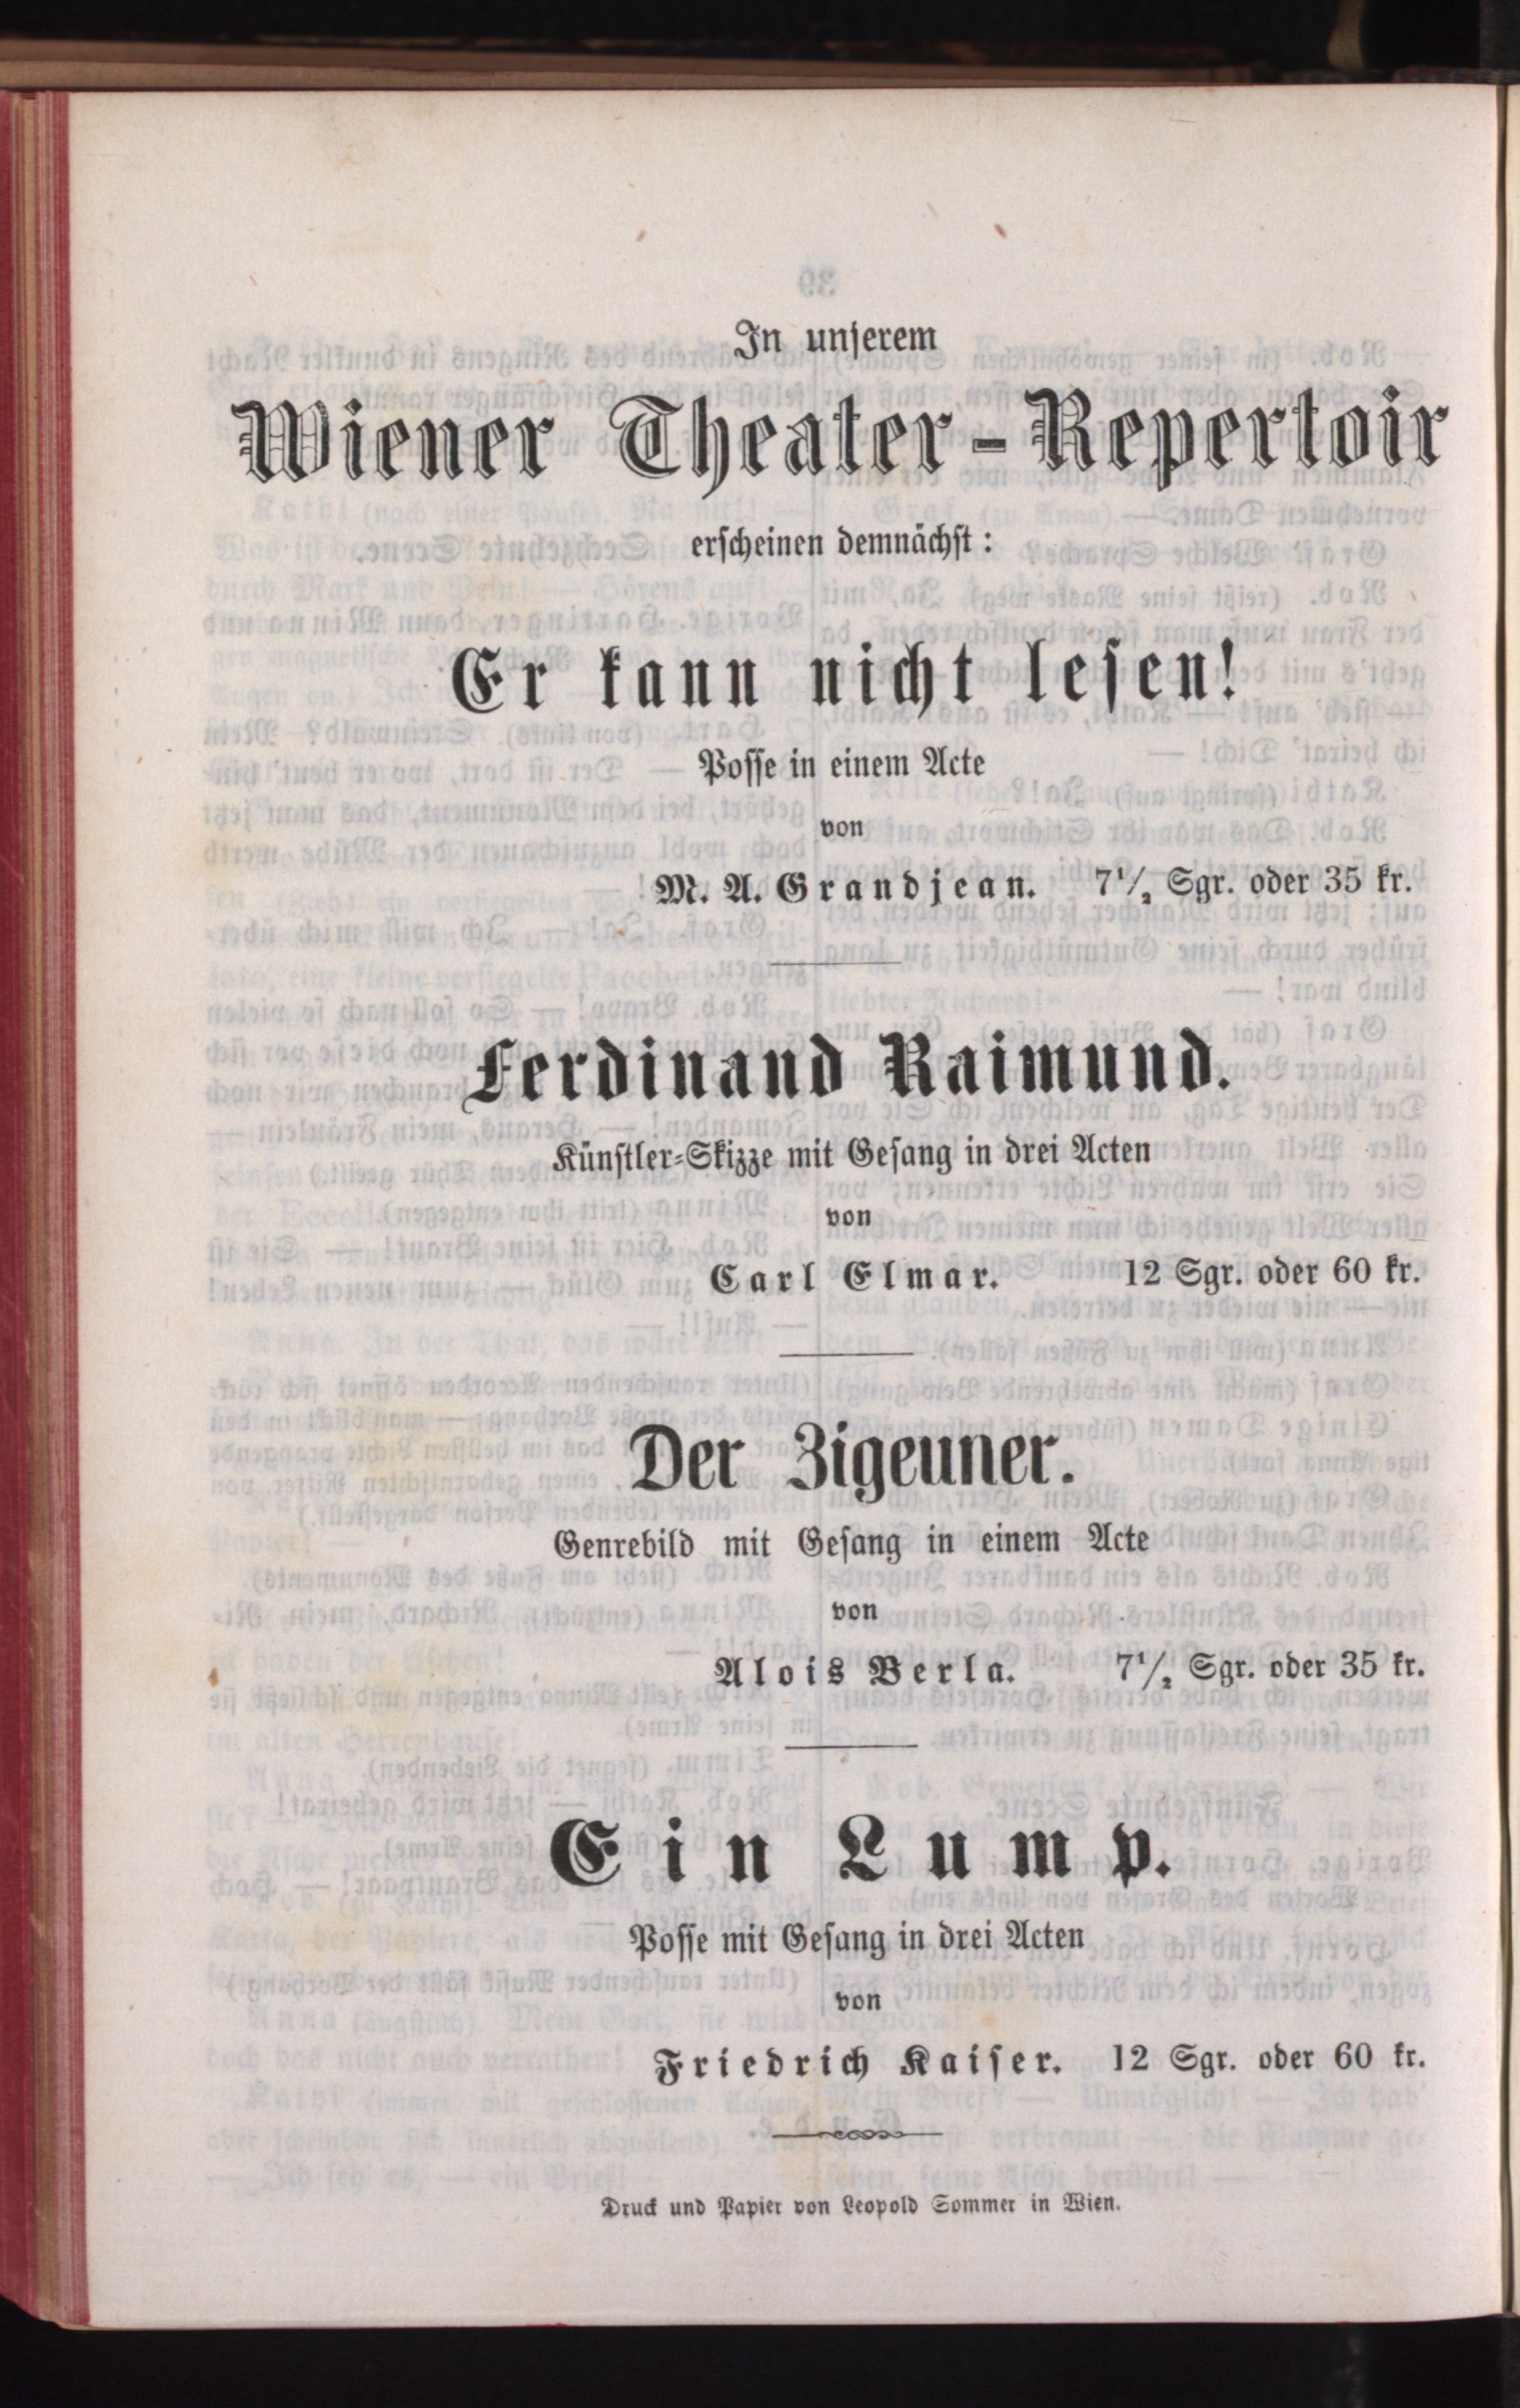 In unserem
Wiener Theater-Repertoir
erscheinen demnächst:
Er kann nicht lesen!
Posse in einem Acte
von
M. A. Grandjean. 7 1/2 Sgr. oder 35 kr.
Ferdinand Raimund.
Künstler-Skizze mit Gesang in drei Acten
von
Carl Elmar. 12 Sgr. oder 60 kr.
Der Zigeuner.
Genrebild mit Gesang in einem Acte
von
Alois Berla. 7 1/2 Sgr. oder 35 kr.
Ein Lump.
Posse mit Gesang in drei Acten
von
Friedrich Kaiser. 12 Sgr. oder 60 kr.
Druck und Papier von Leopold Sommer in Wien.